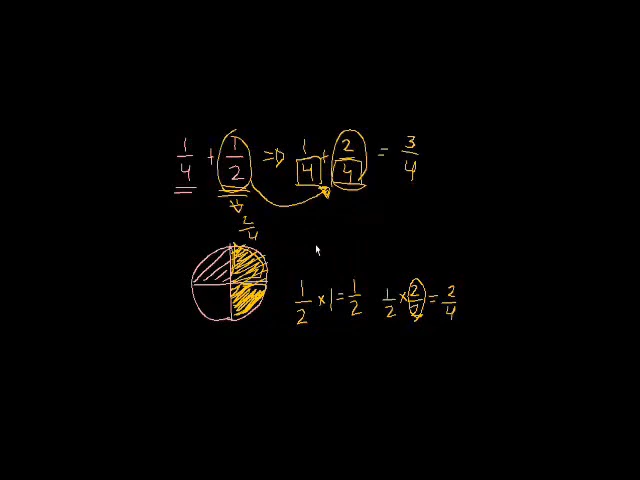 1/4 + 1/2 ⇒ 1/4 + 2/4 = 3/4
2/4
1/2 × 1 = 1/2 1/2 × 2/2 = 2/4